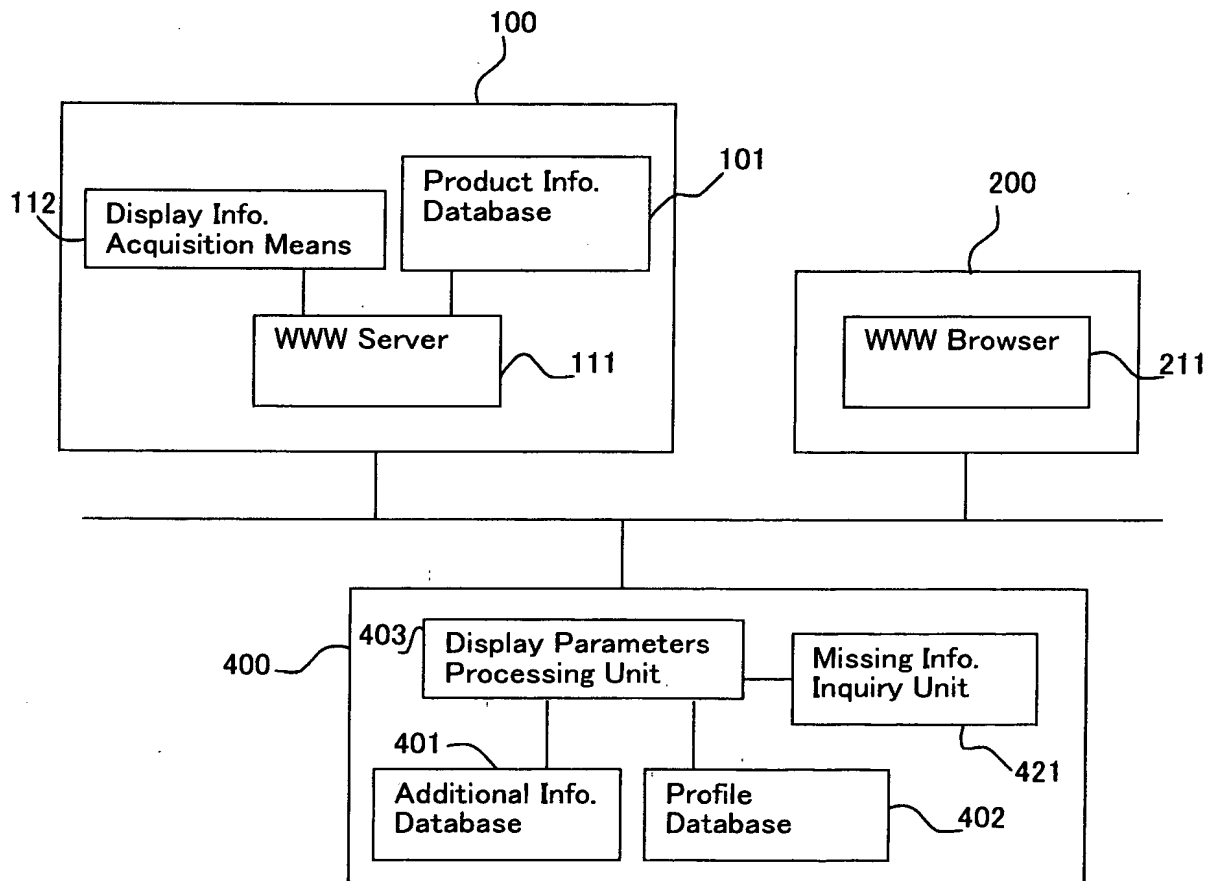 100
112
Display Info.
Acquisition Means
Product Info.
Database
101
WWW Server
111
200
WWW Browser
211
400
403
Display Parameters
Processing Unit
Missing Info.
Inquiry Unit
421
401
Additional Info.
Database
Profile
Database
402